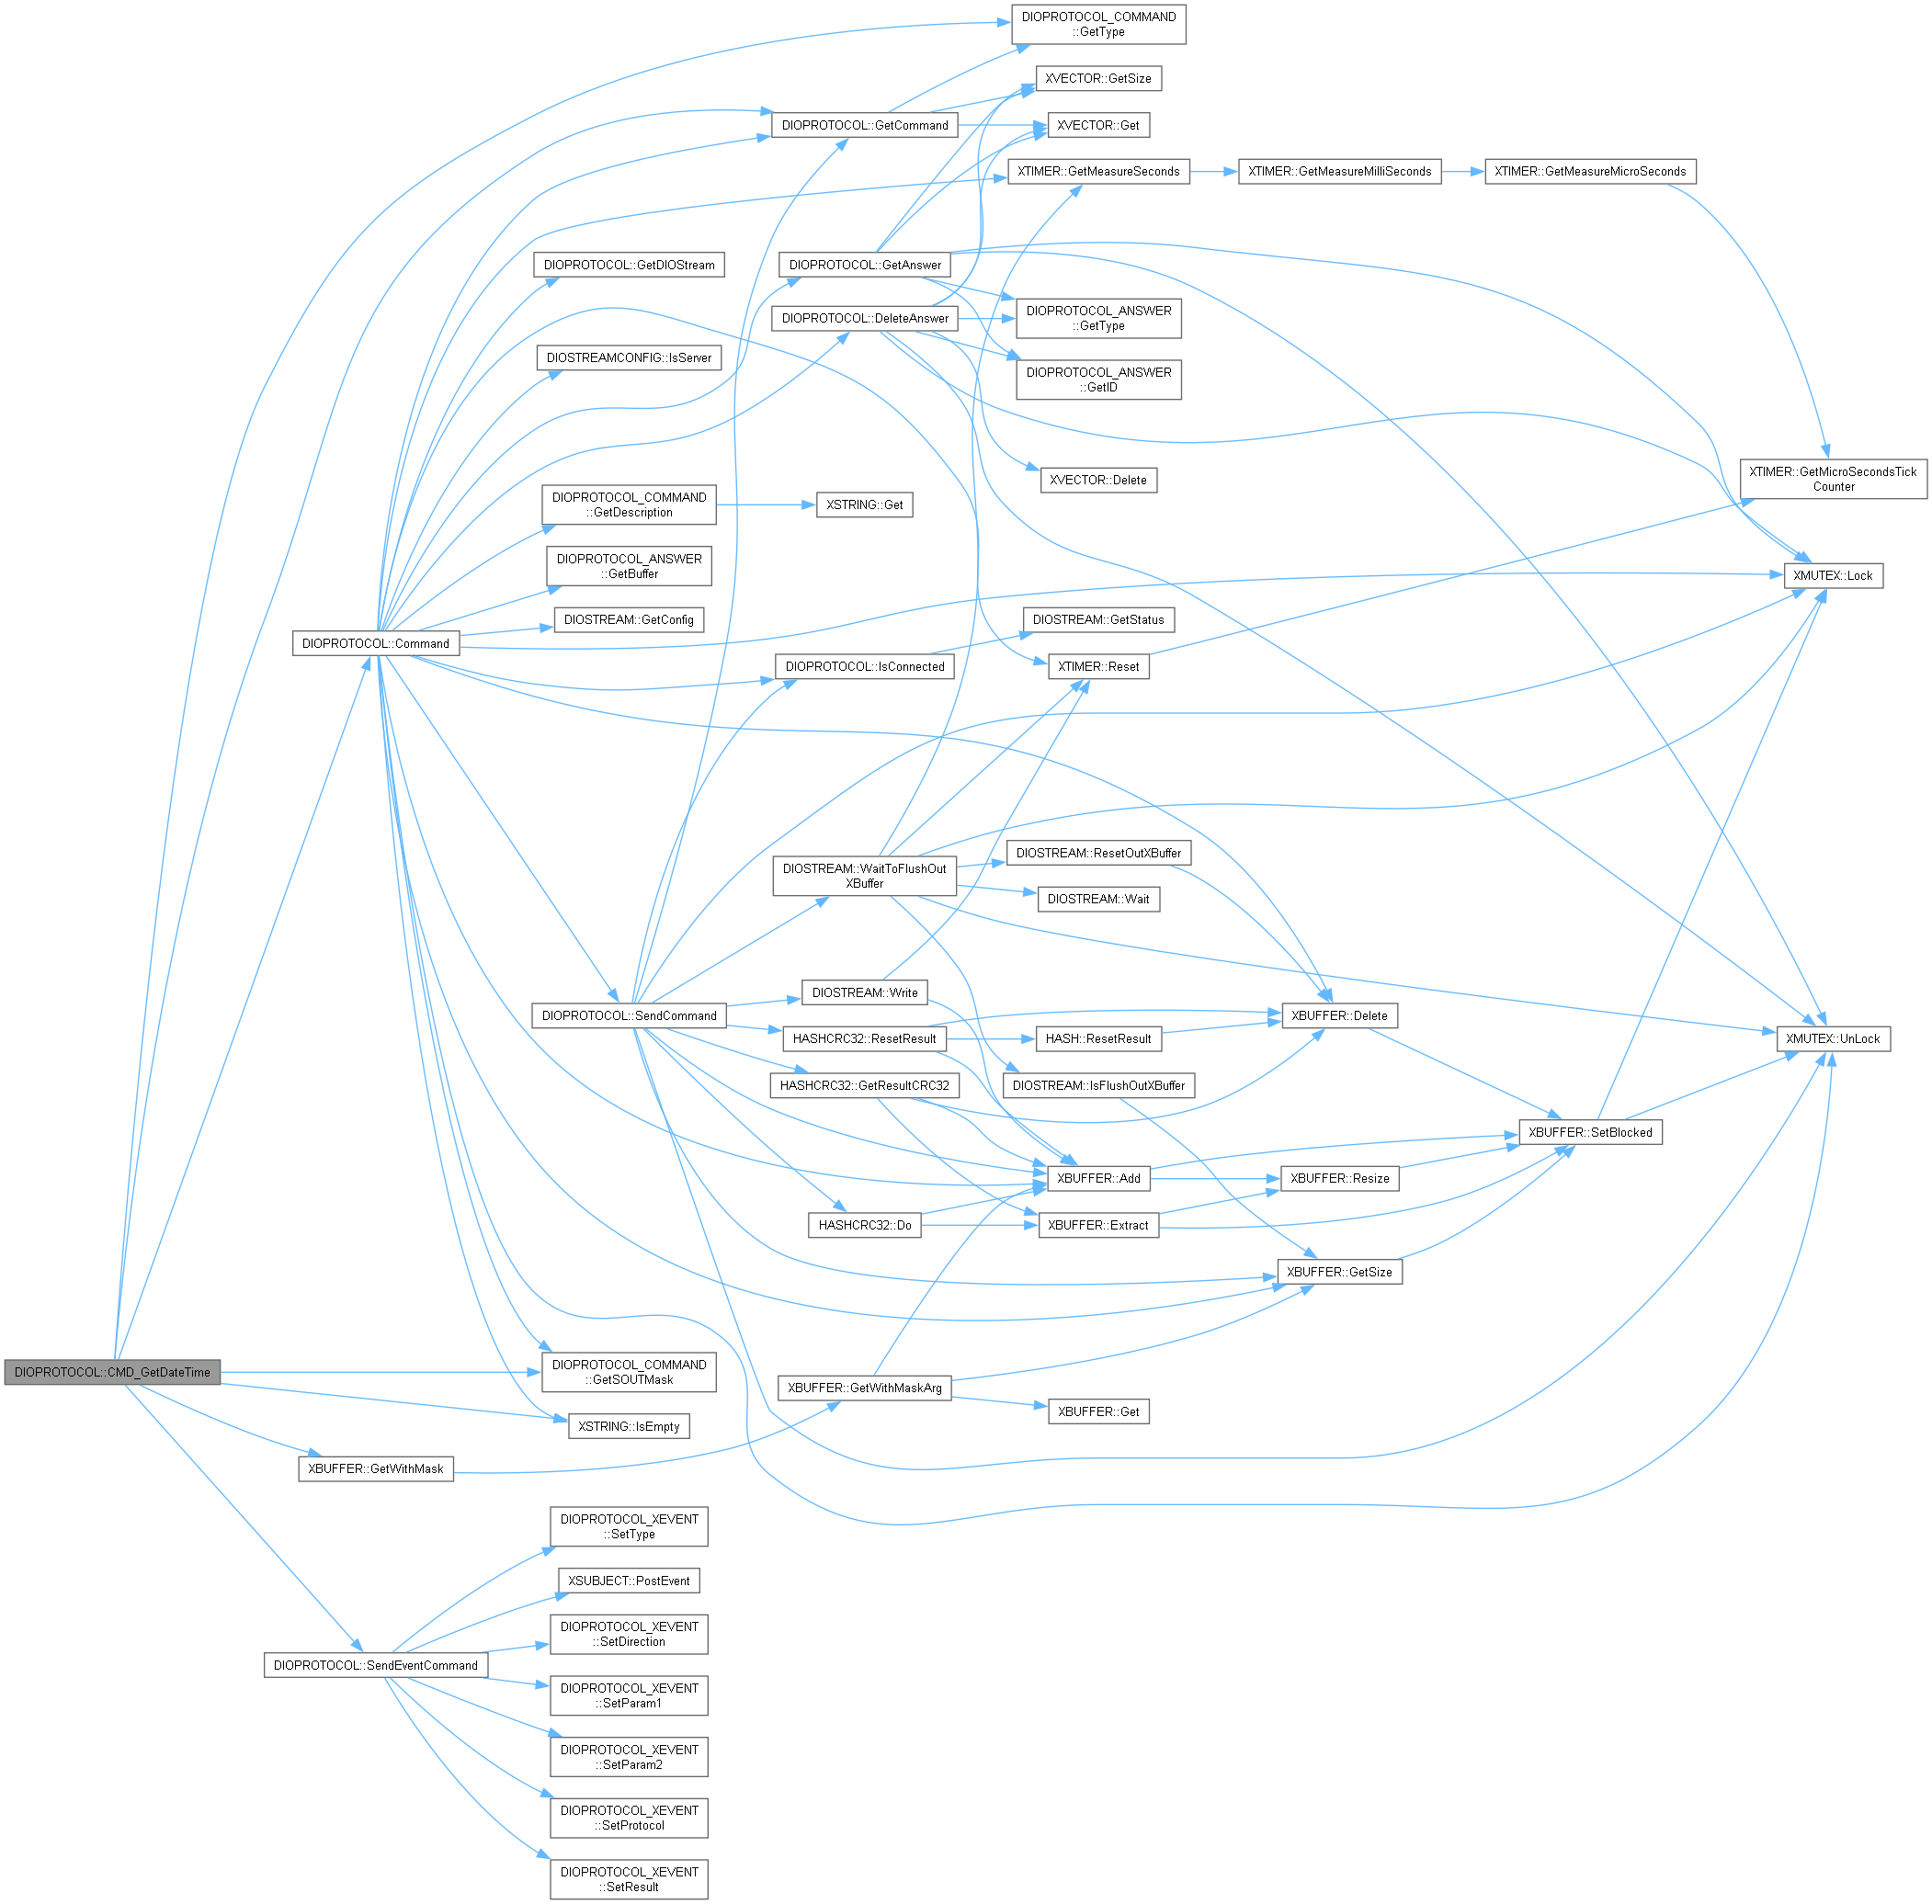 DIOPROTOCOL_COMMAND
::GetType
XVECTOR::GetSize
DIOPROTOCOL::GetCommand
XVECTOR::Get
XTIMER::GetMeasureSeconds
XTIMER::GetMeasureMilliSeconds
XTIMER::GetMeasureMicroSeconds
DIOPROTOCOL::GetDIOStream
DIOPROTOCOL::GetAnswer
DIOPROTOCOL::DeleteAnswer
DIOPROTOCOL_ANSWER
::GetType
DIOSTREAMCONFIG::IsServer
DIOPROTOCOL_ANSWER
::GetID
XVECTOR::Delete
XTIMER::GetMicroSecondsTick
Counter
DIOPROTOCOL_COMMAND
::GetDescription
XSTRING::Get
DIOPROTOCOL_ANSWER
::GetBuffer
XMUTEX::Lock
DIOSTREAM::GetConfig
DIOSTREAM::GetStatus
DIOPROTOCOL::Command
DIOPROTOCOL::IsConnected
XTIMER::Reset
DIOSTREAM::ResetOutXBuffer
DIOSTREAM::WaitToFlushOut
XBuffer
DIOSTREAM::Wait
DIOSTREAM::Write
DIOPROTOCOL::SendCommand
XBUFFER::Delete
HASHCRC32::ResetResult
HASH::ResetResult
XMUTEX::UnLock
HASHCRC32::GetResultCRC32
DIOSTREAM::IsFlushOutXBuffer
XBUFFER::SetBlocked
XBUFFER::Add
XBUFFER::Resize
HASHCRC32::Do
XBUFFER::Extract
XBUFFER::GetSize
DIOPROTOCOL::CMD_GetDateTime
DIOPROTOCOL_COMMAND
::GetSOUTMask
XBUFFER::GetWithMaskArg
XBUFFER::Get
XSTRING::IsEmpty
XBUFFER::GetWithMask
DIOPROTOCOL_XEVENT
::SetType
XSUBJECT::PostEvent
DIOPROTOCOL_XEVENT
::SetDirection
DIOPROTOCOL::SendEventCommand
DIOPROTOCOL_XEVENT
::SetParam1
DIOPROTOCOL_XEVENT
::SetParam2
DIOPROTOCOL_XEVENT
::SetProtocol
DIOPROTOCOL_XEVENT
::SetResult